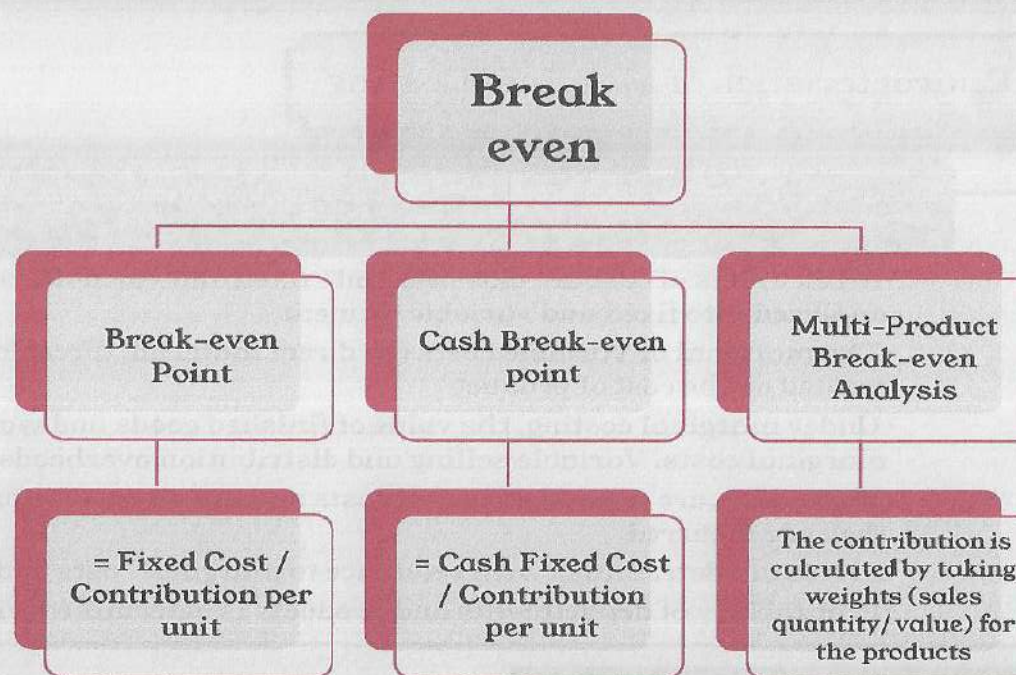 Break
even
Break-even
Point
Cash Break-even
point
Multi-Product
Break-even
Analysis
= Fixed Cost /
Contribution per
unit
= Cash Fixed Cost
/ Contribution
per unit
The contribution is
calculated by taking
weights (sales
quantity/ value) for
the products